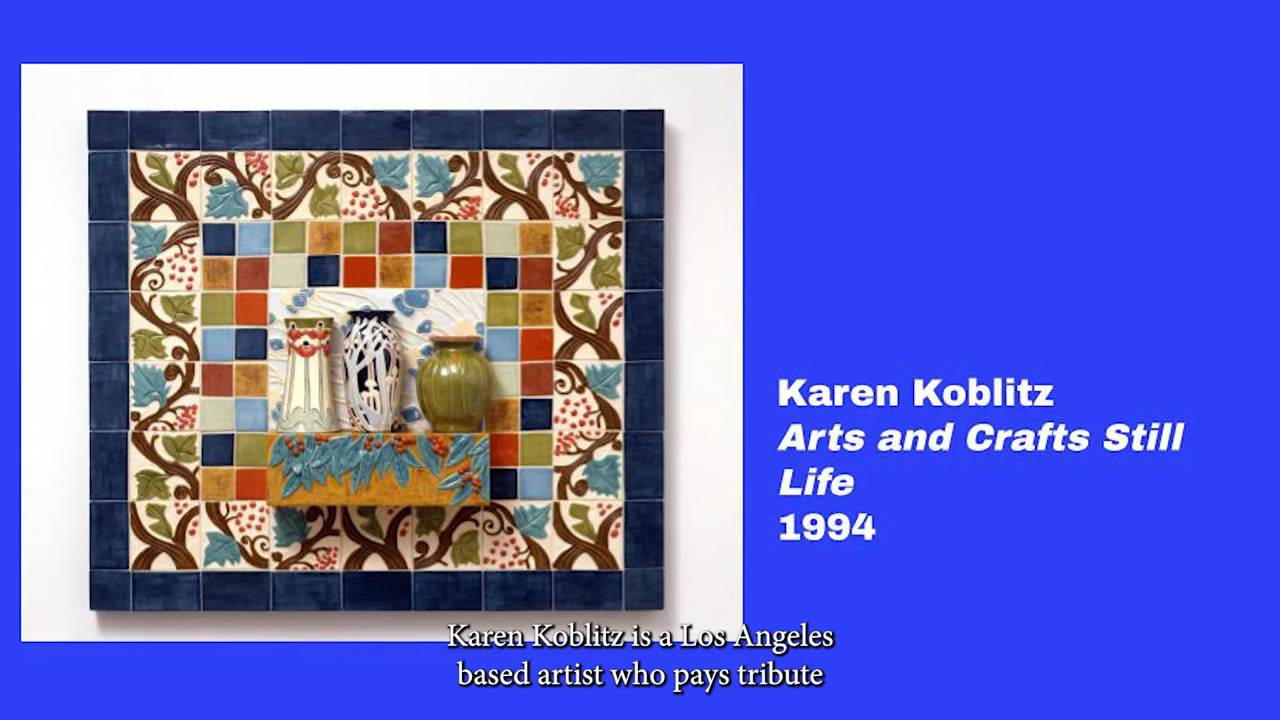 Karen Koblitz
Arts and Crafts Still
Life
1994
Karen Koblitz is a Los Angeles
based artist who pays tribute